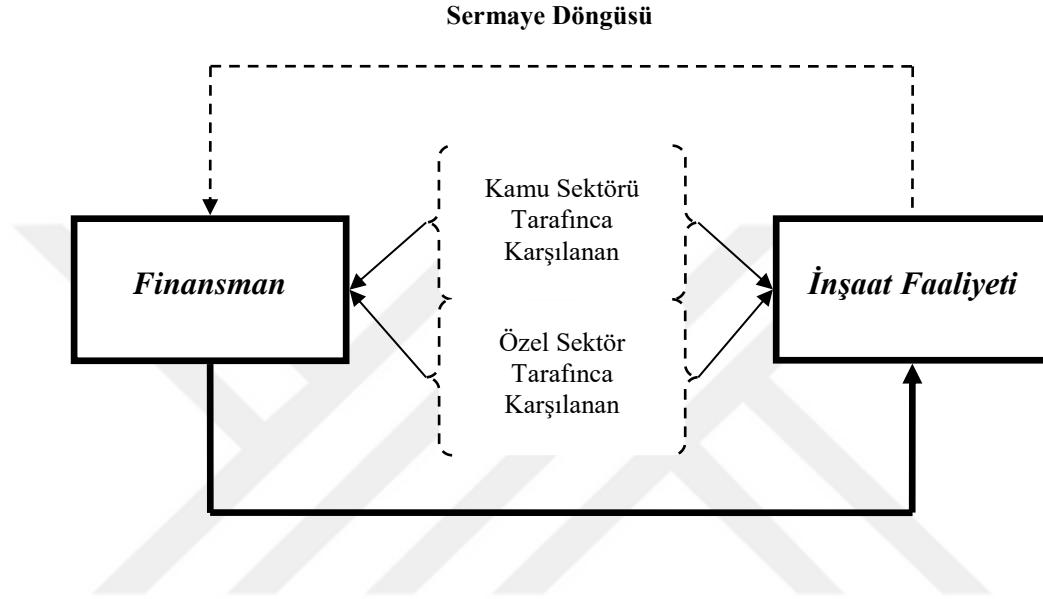 Sermaye Döngüsü
Kamu Sektörü
Tarafınca
Karşılanan
Finansman
İnşaat Faaliyeti
Özel Sektör
Tarafınca
Karşılanan